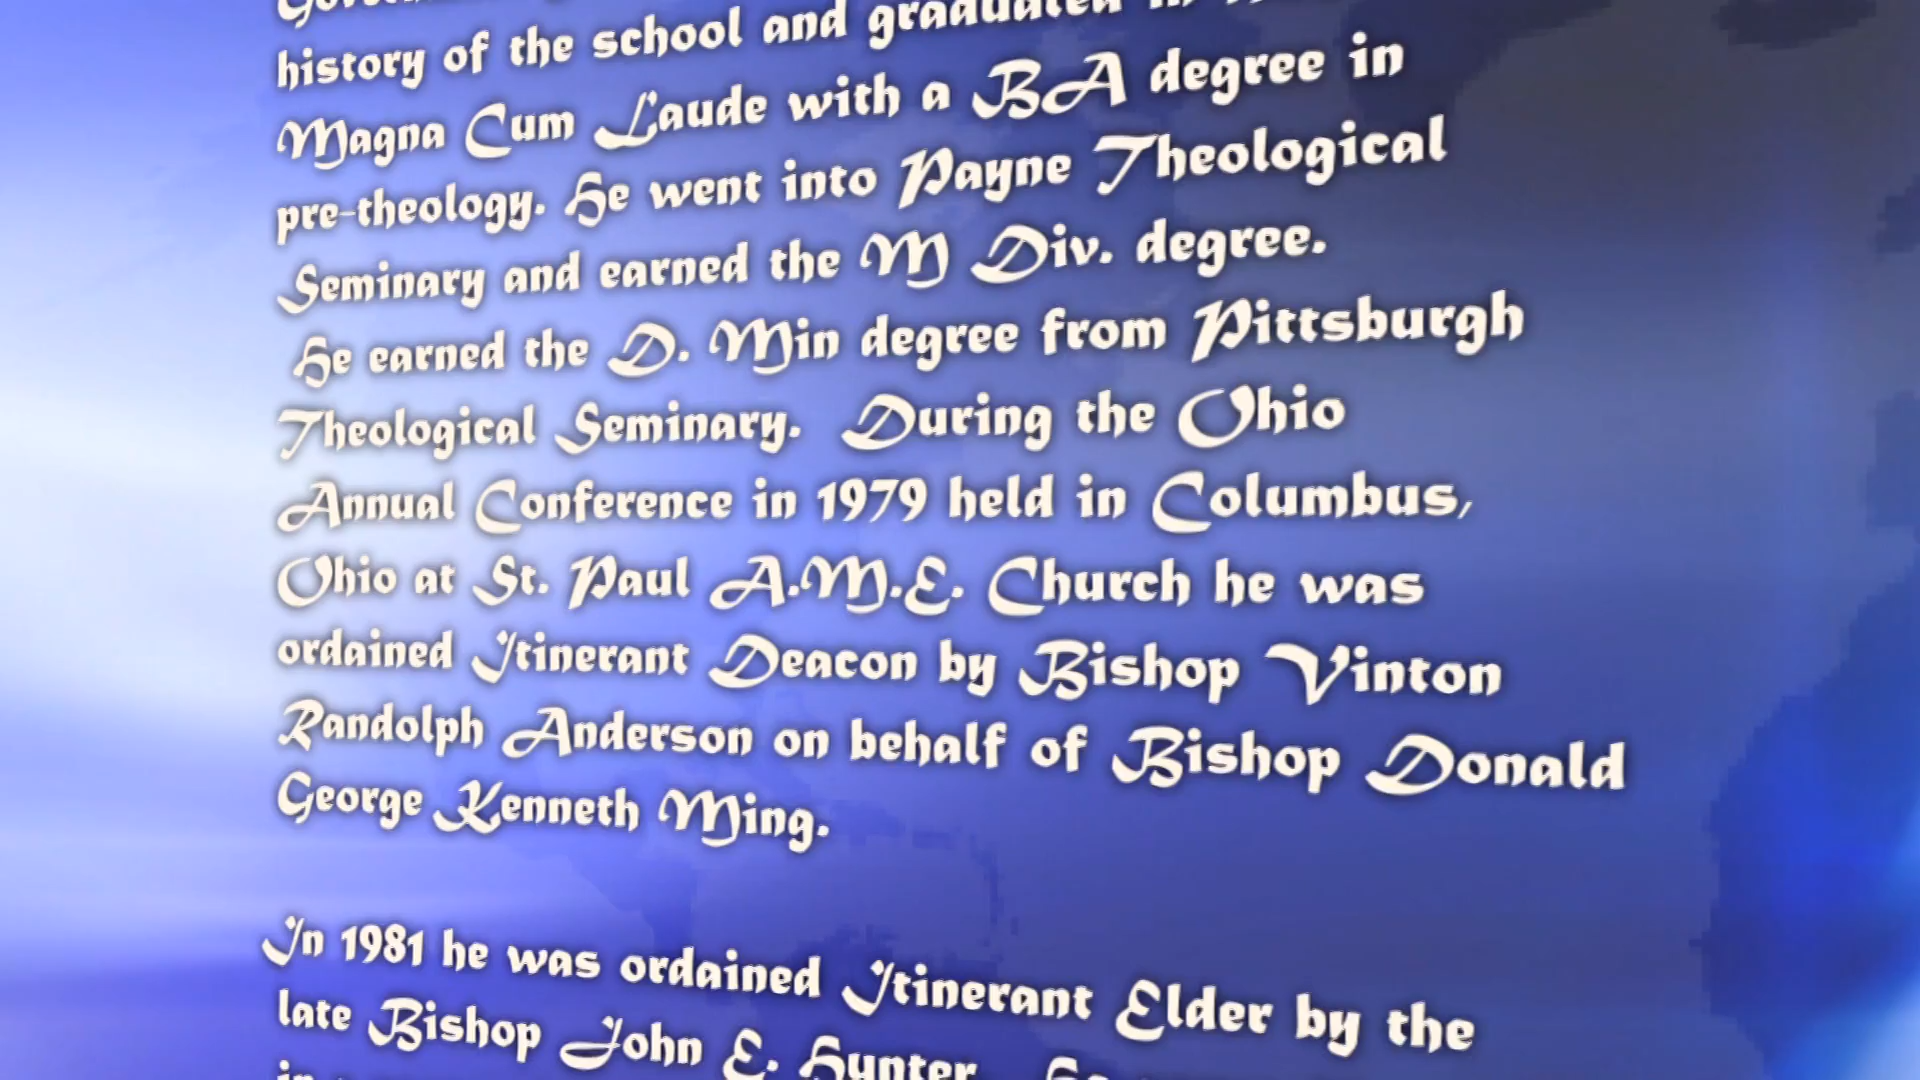 history of the school and graduated in
Magna Cum Laude with a BA degree in
pre-theology. He went into Payne Theological
Seminary and earned the M Div. degree.
He earned the D. Min degree from Pittsburgh
Theological Seminary. During the Ohio
Annual Conference in 1979 held in Columbus,
Ohio at St. Paul A.M.E. Church he was
ordained Itinerant Deacon by Bishop Vinton
Randolph Anderson on behalf of Bishop Donald
George Kenneth Ming.
In 1981 he was ordained Itinerant Elder by the
late Bishop John E. Hunter